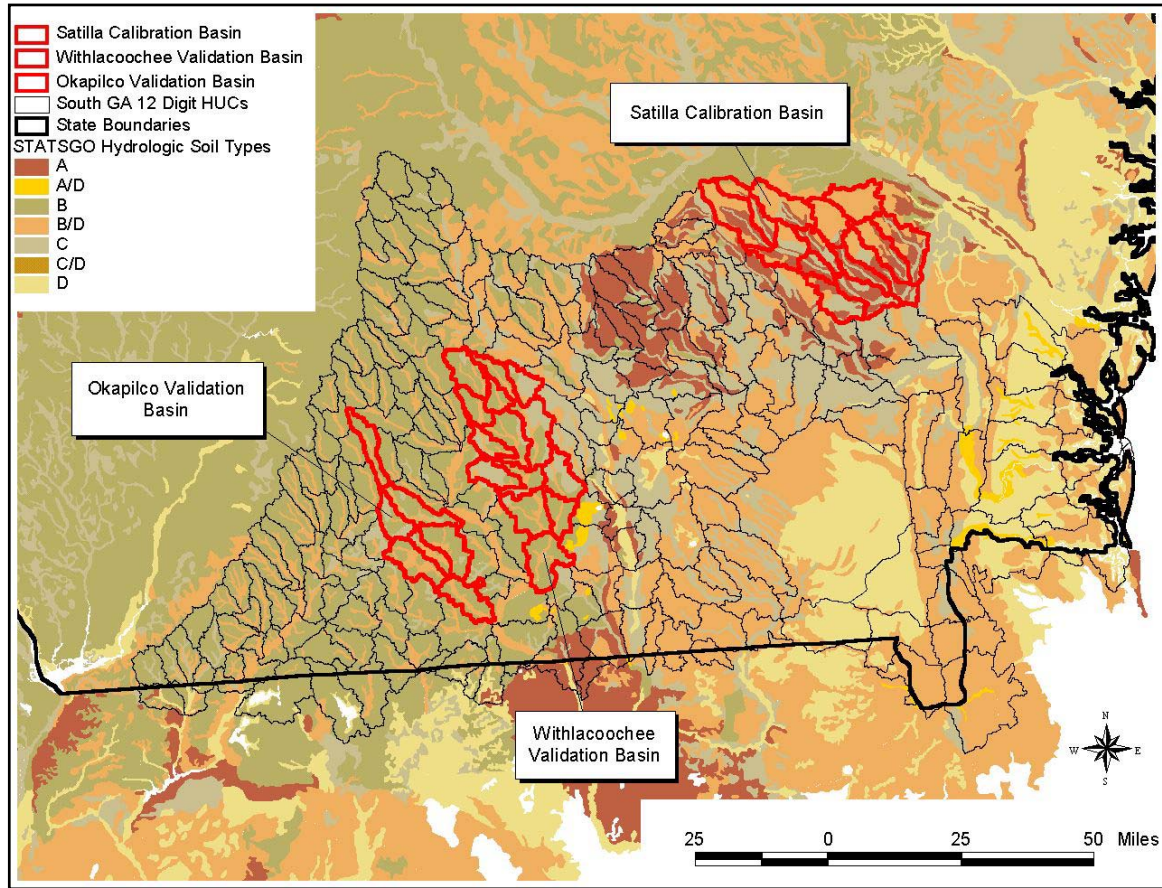 Satilla Calibration Basin
Withlacoochee Validation Basin
Okapilco Validation Basin
South GA 12 Digit HUCs
State Boundaries
STATSGO Hydrologic Soil Types
A
A/D
B
B/D
C
C/D
D
Satilla Calibration Basin
Okapilco Validation
Basin
Withlacoochee
Validation Basin
N
W E
S
25 0 25 50 Miles